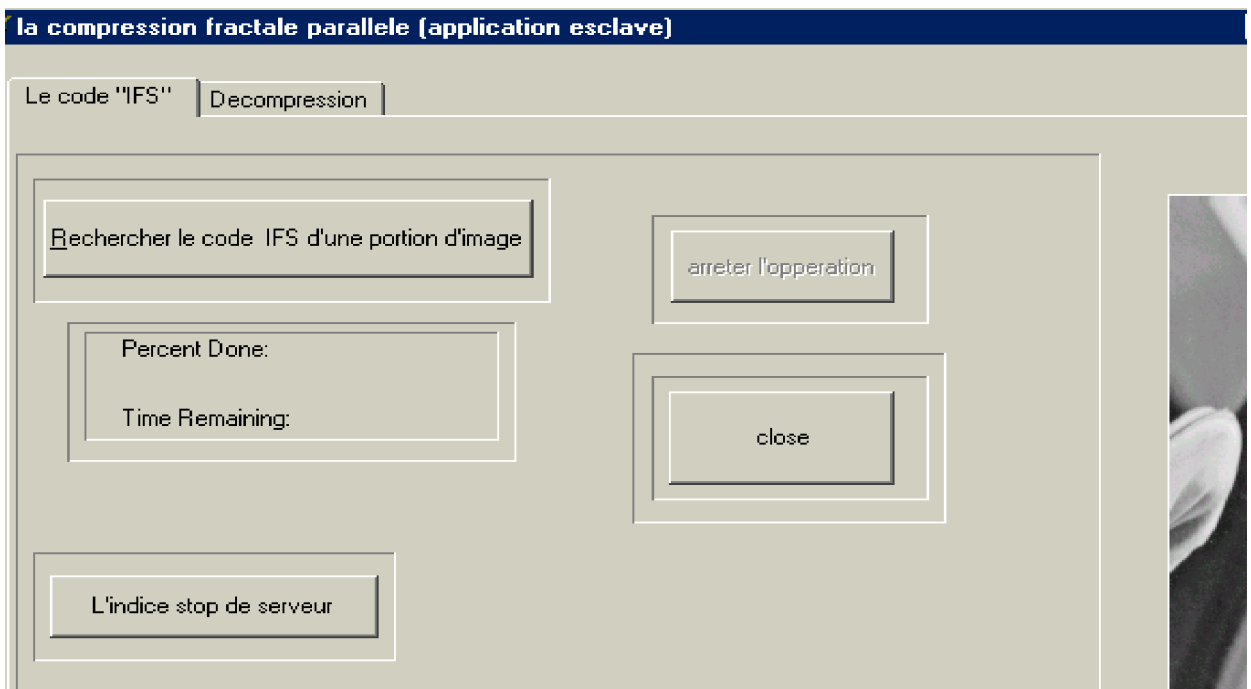 la compression fractale parallele (application esclave)
Le code "IFS"
Decompression
Rechercher le code IFS d'une portion d'image
arreter l'opperation
Percent Done:
Time Remaining:
close
L'indice stop de serveur